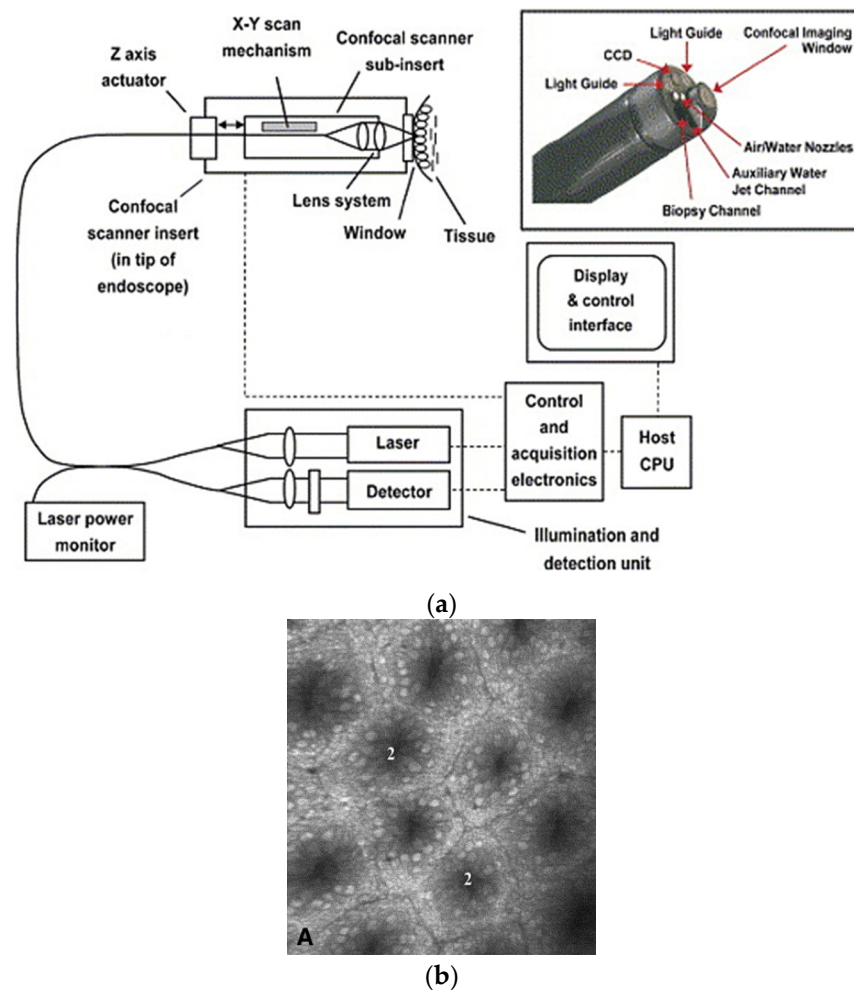 X-Y scan
mechanism
Z axis
actuator
Confocal scanner
sub-insert
Lens system
Window
Tissue
Confocal
scanner insert
(in tip of
endoscope)
Light Guide
CCD
Light Guide
Confocal Imaging
Window
Air/Water Nozzles
Auxiliary Water
Jet Channel
Biopsy Channel
Display
& control
interface
Laser
Detector
Control
and
acquisition
electronics
Host
CPU
Laser power
monitor
Illumination and
detection unit
(a)
2
2
A
(b)